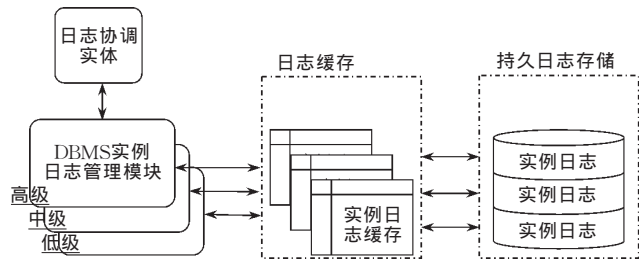 日志协调
实体
日志缓存
持久日志存储
DBMS实例
日志管理模块
高级
中级
低级
实例日
志缓存
实例日志
实例日志
实例日志